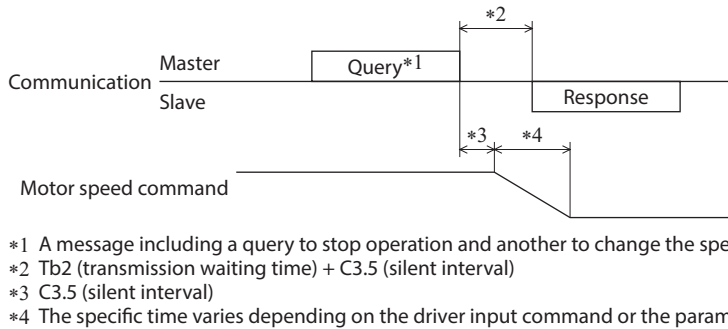 *2
Communication Master Query*1
Slave Response
*3 *4
Motor speed command
*1 A message including a query to stop operation and another to change the
*2 Tb2 (transmission waiting time) + C3.5 (silent interval)
*3 C3.5 (silent interval)
*4 The specific time varies depending on the driver input command or the